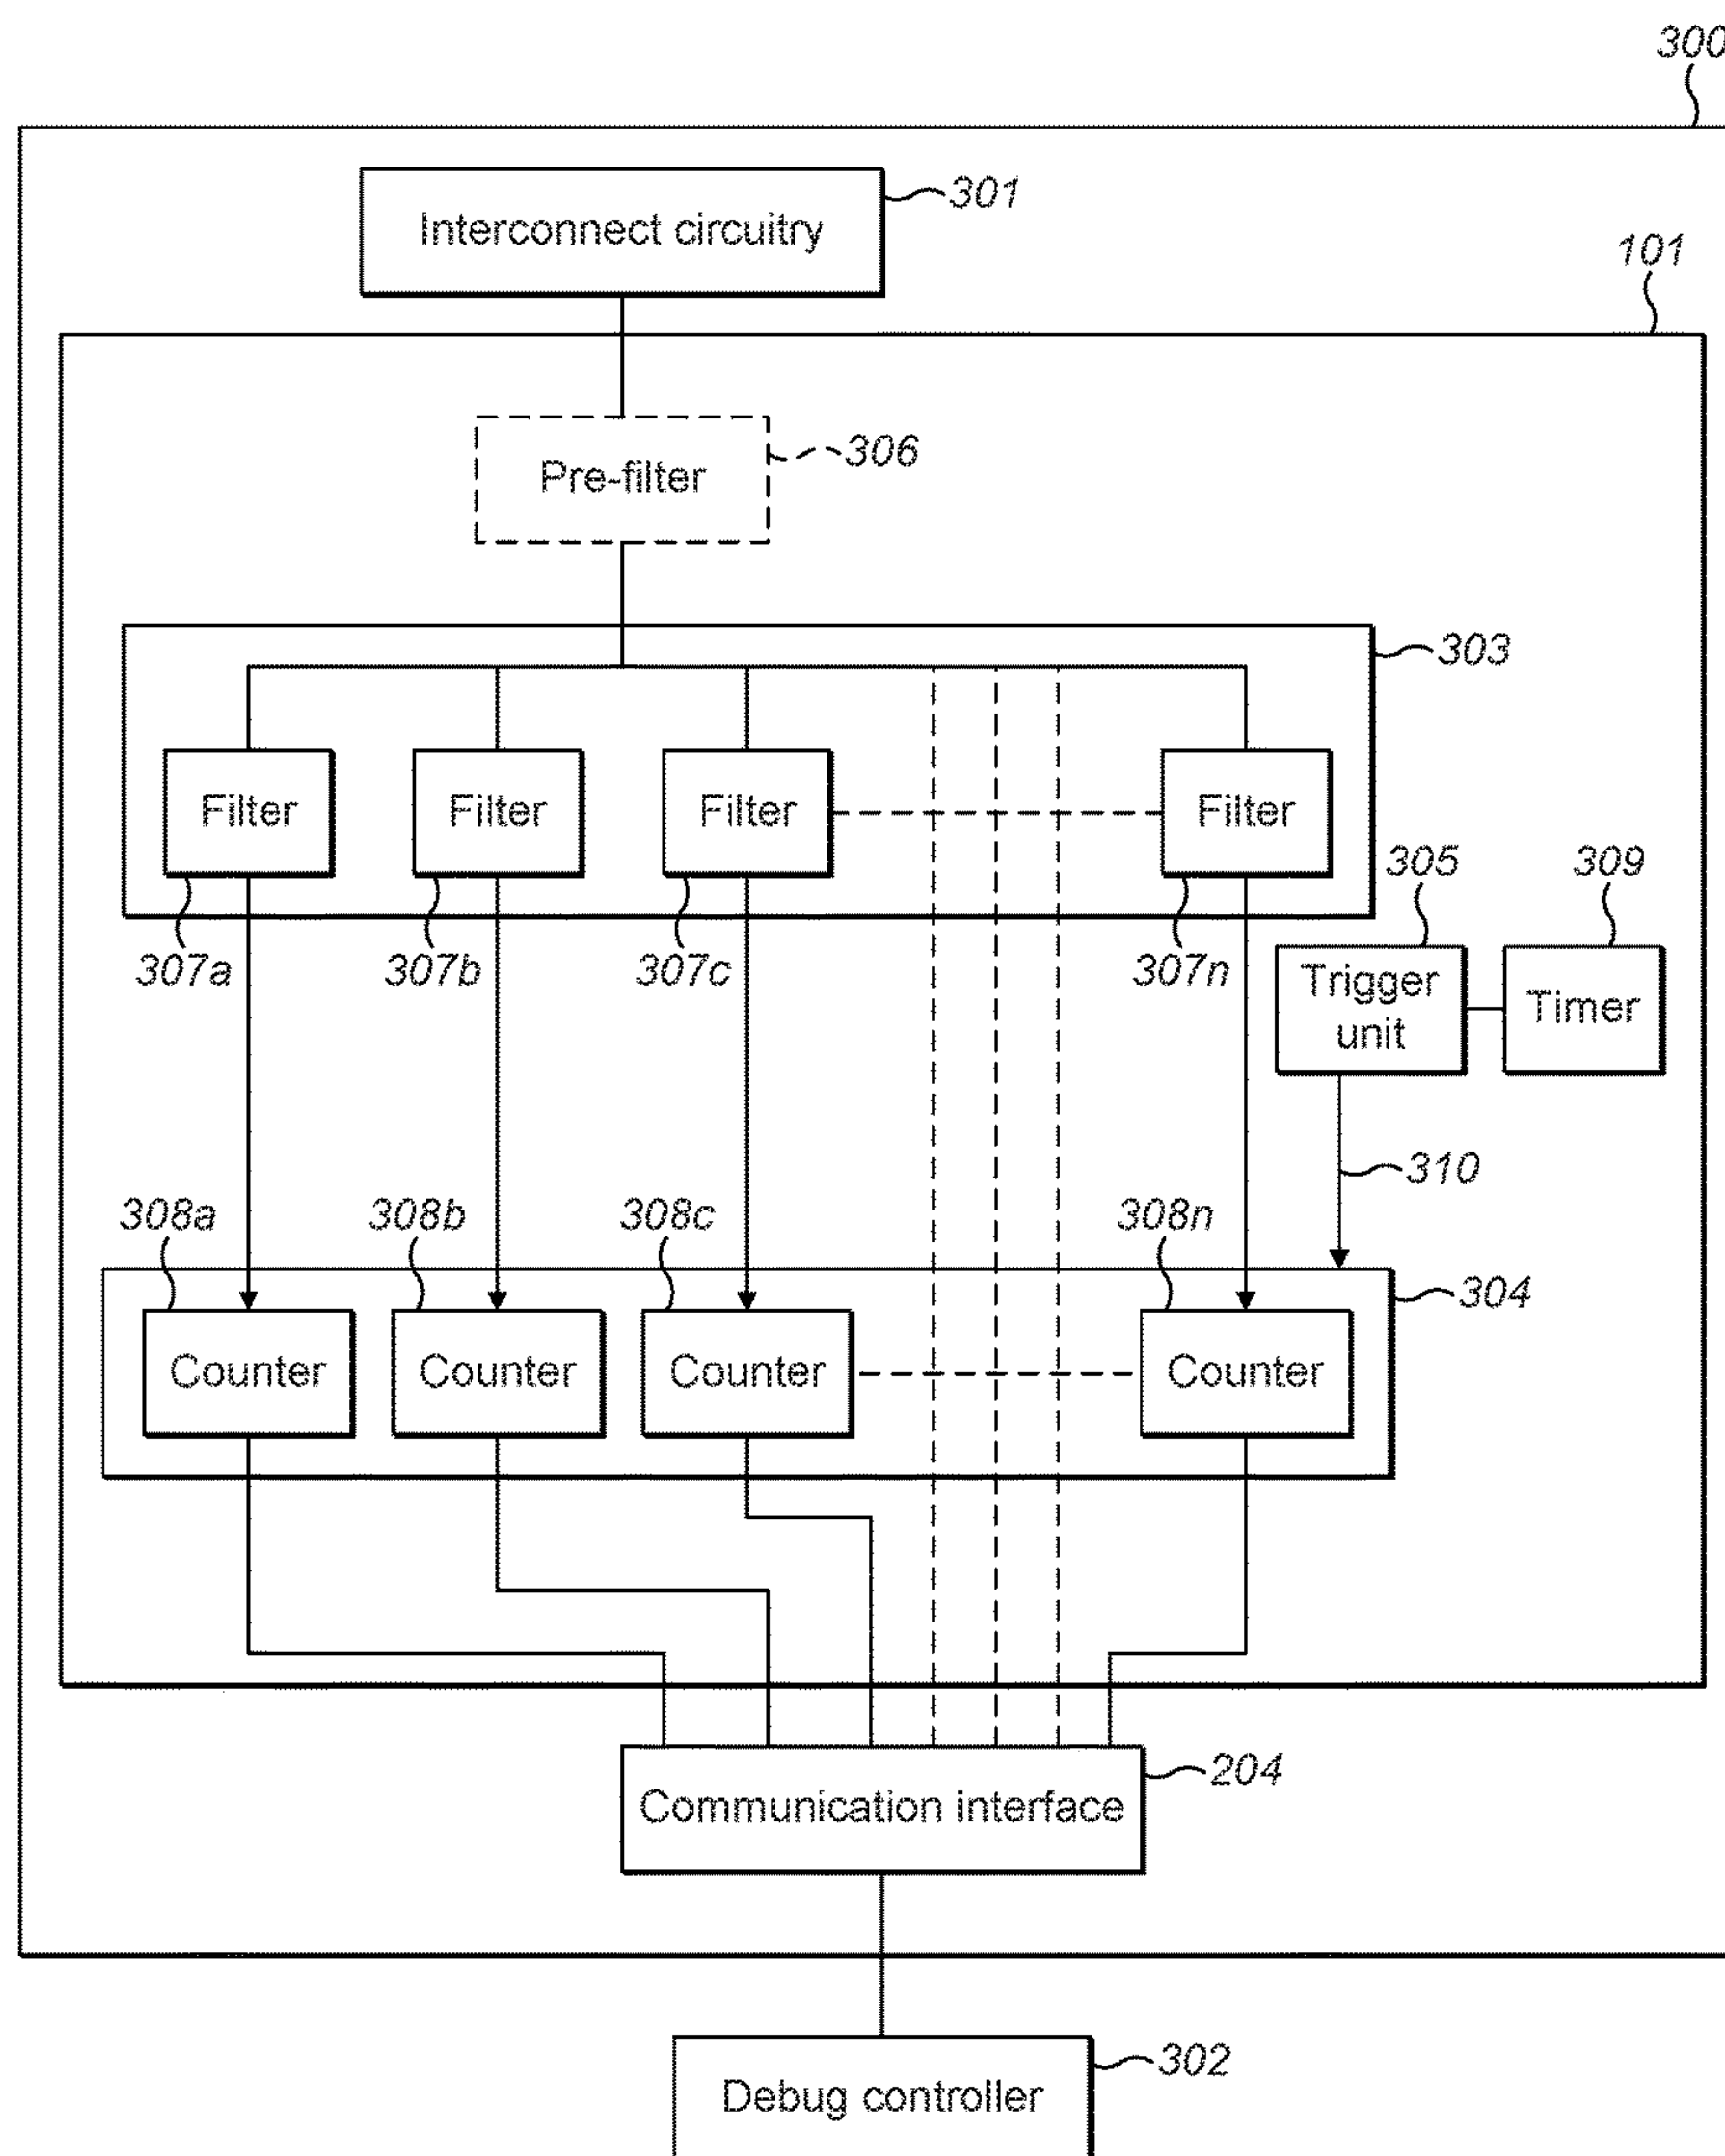 300
301
Interconnect circuitry
101
306
Pre-filter
303
Filter Filter Filter Filter
305 309
307a 307b 307c 307n
Trigger
unit
Timer
310
308a 308b 308c 308n
304
Counter Counter Counter Counter
204
Communication interface
302
Debug controller